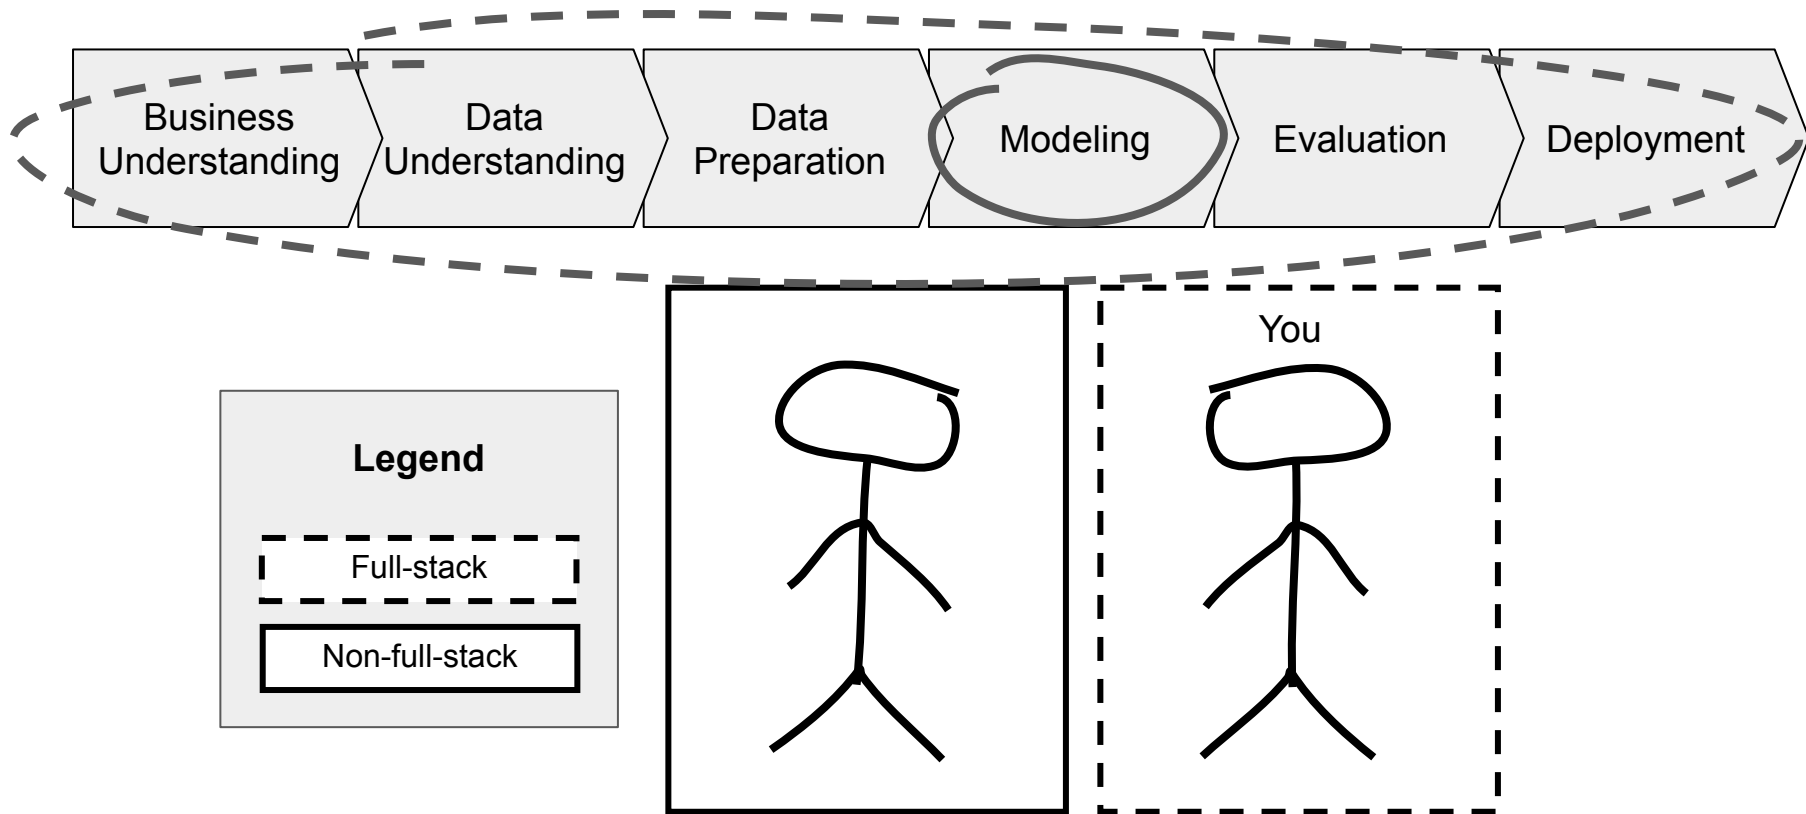 Business
Understanding
Data
Understanding
Data
Preparation
Modeling
Evaluation
Deployment
You
Legend
Full-stack
Non-full-stack